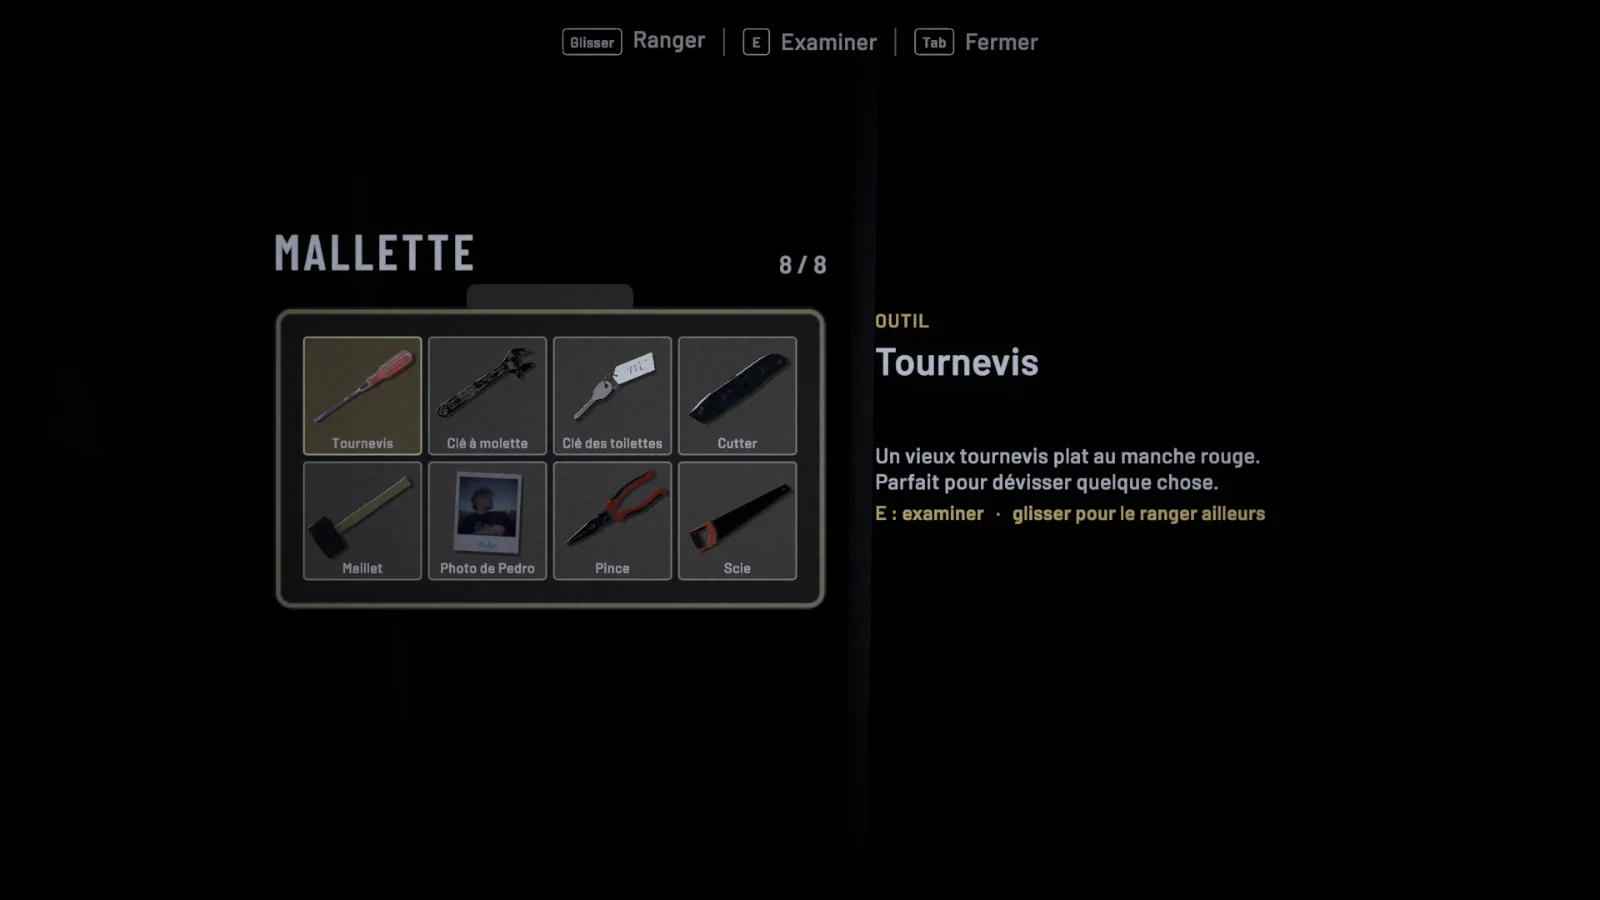 Glisser Ranger E Examiner Tab Fermer
MALLETTE
8 / 8
OUTIL
Tournevis
Un vieux tournevis plat au manche rouge.
Parfait pour dévisser quelque chose.
E : examiner · glisser pour le ranger ailleurs
Tournevis
Clé à molette
Clé des toilettes
Cutter
Maillet
Photo de Pedro
Pince
Scie